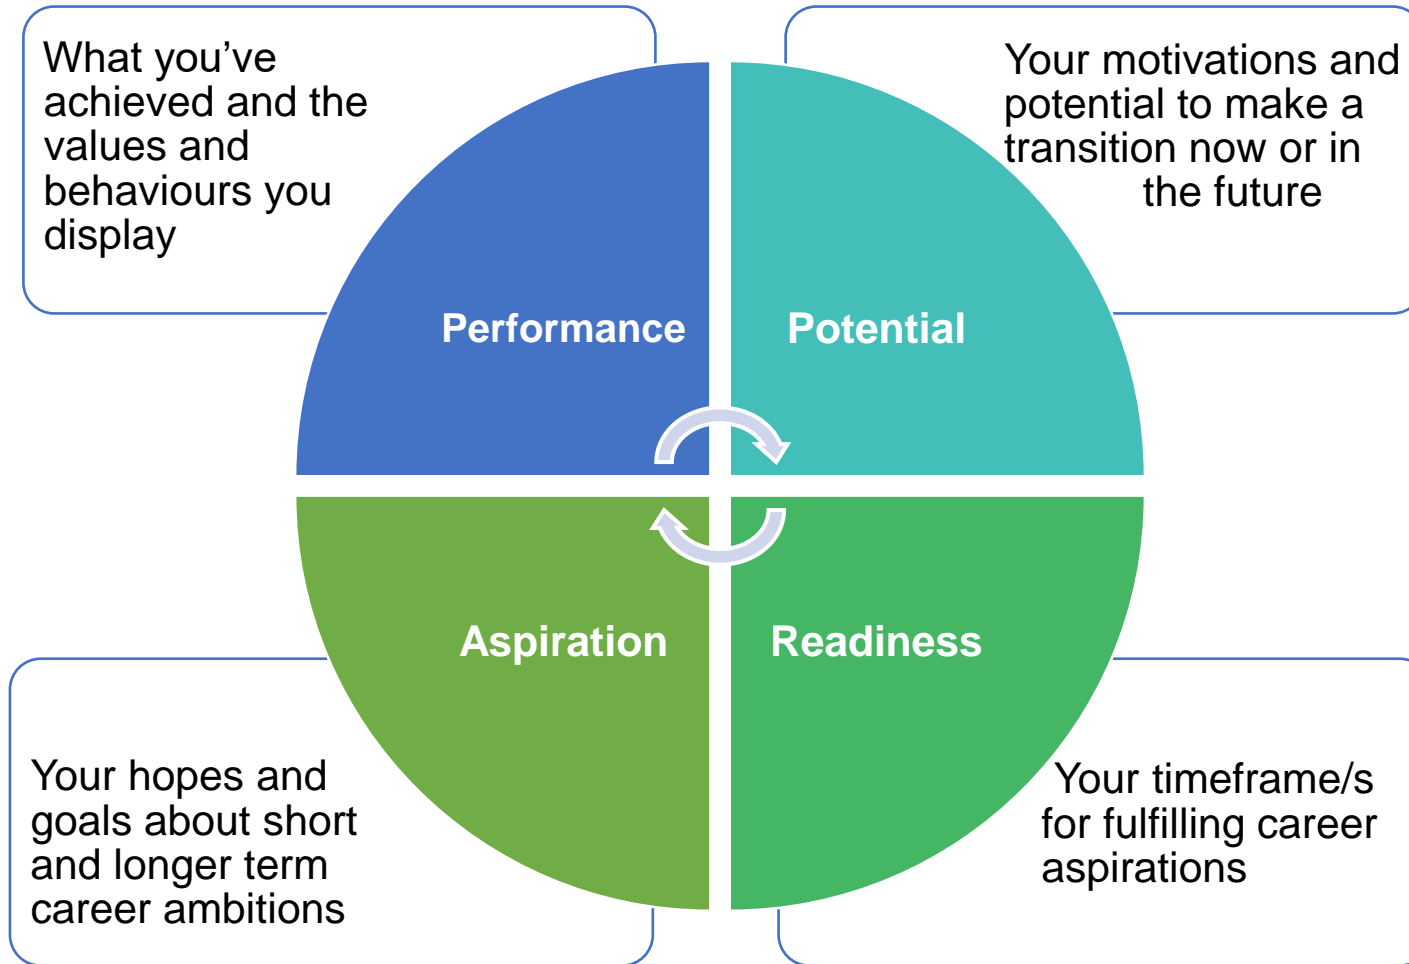 What you’ve
achieved and the
values and
behaviours you
display
Your motivations and
potential to make a
transition now or in
the future
Performance
Potential
Aspiration
Readiness
Your hopes and
goals about short
and longer term
career ambitions
Your timeframe/s
for fulfilling career
aspirations